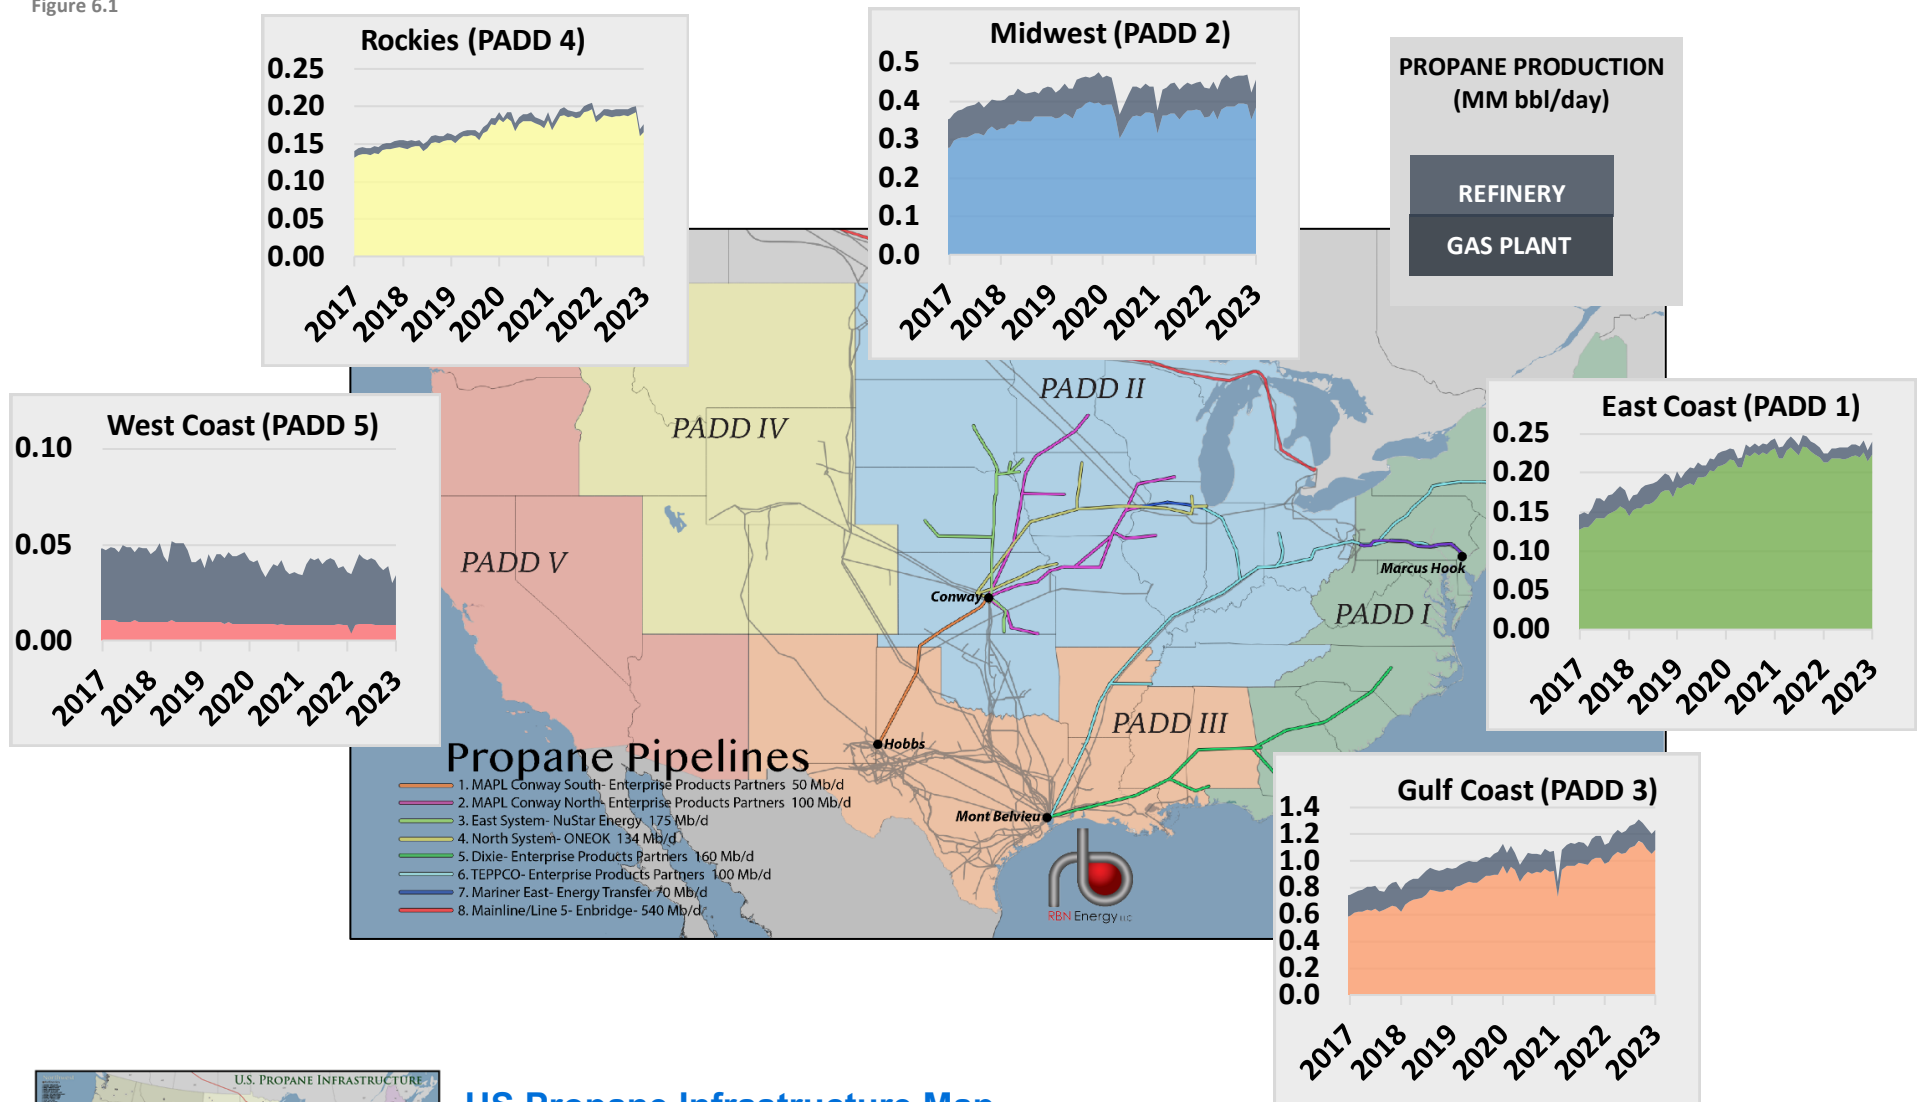 Figure 6.1
Rockies (PADD 4)
0.25
0.20
0.15
0.10
0.05
0.00
2017
2018
2019
2020
2021
2022
2023
Midwest (PADD 2)
0.5
0.4
0.3
0.2
0.1
0.0
2017
2018
2019
2020
2021
2022
2023
PROPANE PRODUCTION
(MM bbl/day)
REFINERY
GAS PLANT
West Coast (PADD 5)
0.10
0.05
0.00
2017
2018
2019
2020
2021
2022
2023
East Coast (PADD 1)
0.25
0.20
0.15
0.10
0.05
0.00
2017
2018
2019
2020
2021
2022
2023
PADD II
PADD IV
PADD V
Marcus Hook
Conway
PADD I
PADD III
Hobbs
Mont Belvieu
Propane Pipelines
1. MAPL Conway South- Enterprise Products Partners 50 Mb/d
2. MAPL Conway North- Enterprise Products Partners 100 Mb/d
3. East System- NuStar Energy 175 Mb/d
4. North System- ONEOK 134 Mb/d
5. Dixie- Enterprise Products Partners 160 Mb/d
6. TEPPCO- Enterprise Products Partners 100 Mb/d
7. Mariner East- Energy Transfer 70 Mb/d
8. Mainline/Line 5- Enbridge- 540 Mb/d
RBN Energy LLC
Gulf Coast (PADD 3)
1.4
1.2
1.0
0.8
0.6
0.4
0.2
0.0
2017
2018
2019
2020
2021
2022
2023
U.S. PROPANE INFRASTRUCTURE
US Propane Infrastructure Map